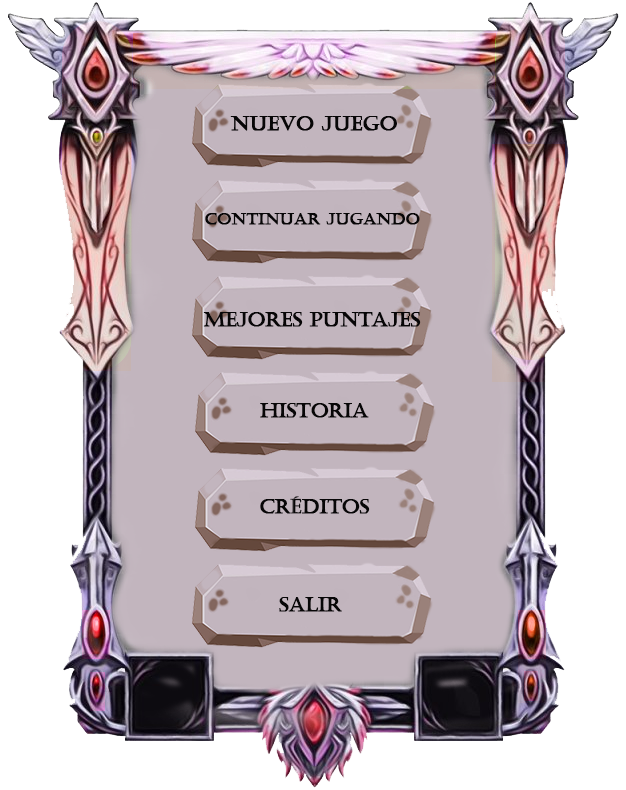 NUEVO JUEGO
CONTINUAR JUGANDO
MEJORES PUNTAJES
HISTORIA
CRÉDITOS
SALIR